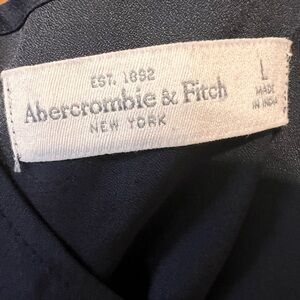 EST. 1892
Abercrombie & Fitch
NEW YORK
L
MADE
IN INDIA